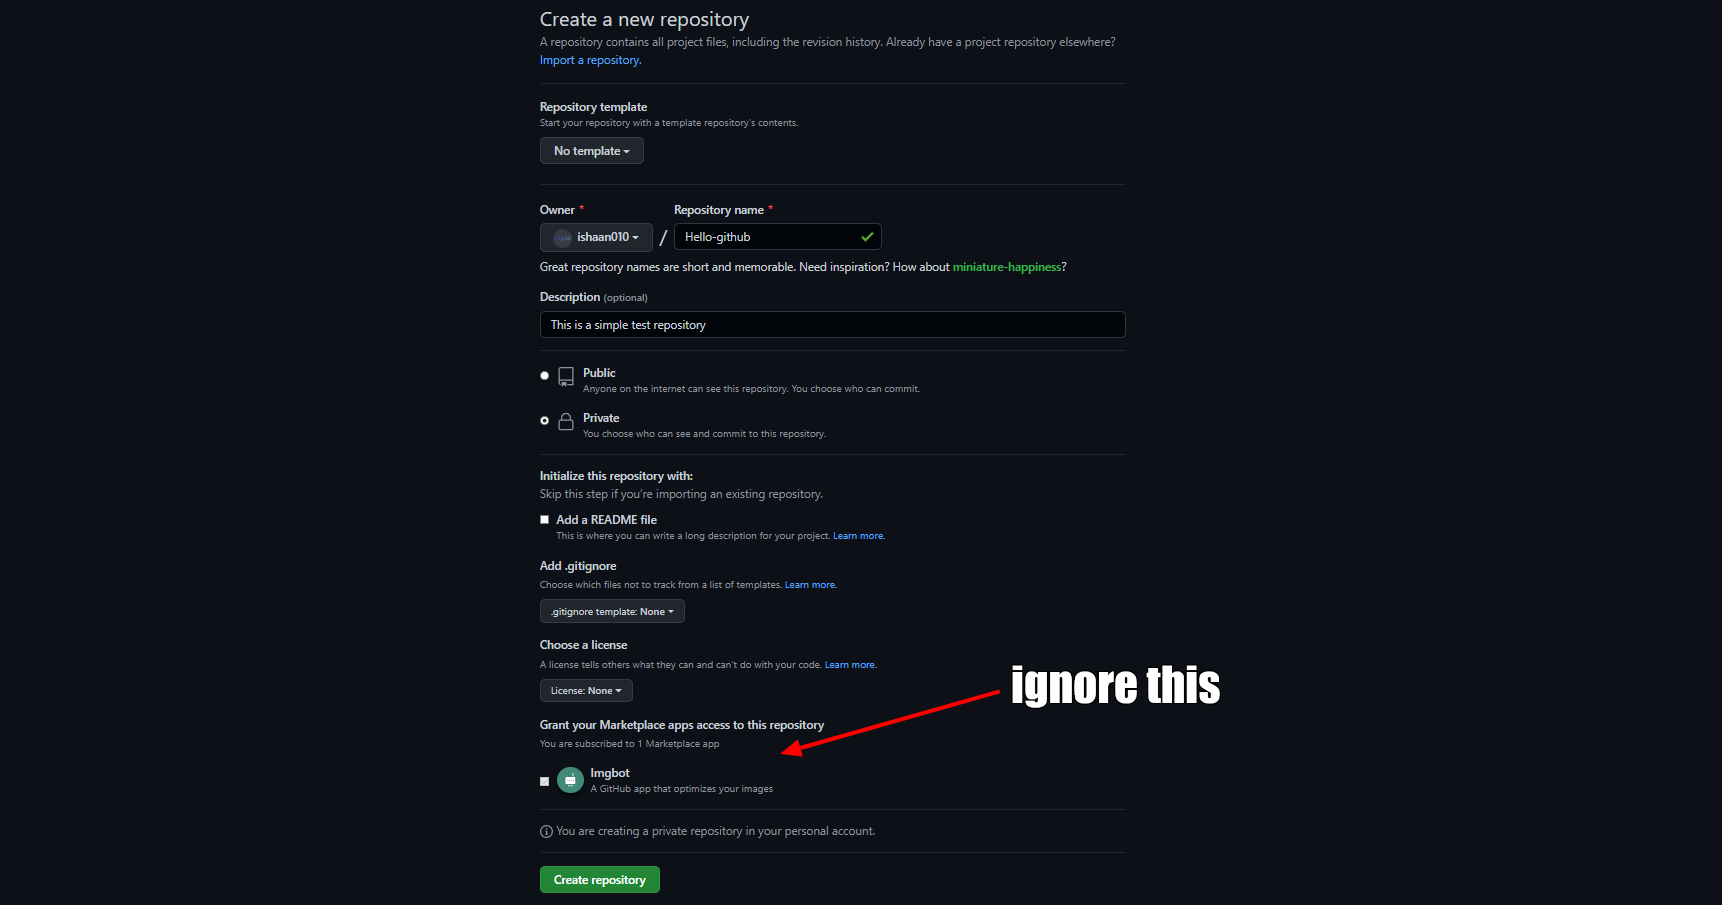 Create a new repository
A repository contains all project files, including the revision history. Already have a project repository elsewhere?
Import a repository.
Repository template
Start your repository with a template repository's contents.
No template
Owner *
Repository name *
ishaan010
/
Hello-github
Great repository names are short and memorable. Need inspiration? How about miniature-happiness?
Description (optional)
This is a simple test repository
Public
Anyone on the internet can see this repository. You choose who can commit.
Private
You choose who can see and commit to this repository.
Initialize this repository with:
Skip this step if you're importing an existing repository.
Add a README file
This is where you can write a long description for your project. Learn more.
Add .gitignore
Choose which files not to track from a list of templates. Learn more.
.gitignore template: None
Choose a license
A license tells others what they can and can't do with your code. Learn more.
License: None
ignore this
Grant your Marketplace apps access to this repository
You are subscribed to 1 Marketplace app
Imgbot
A GitHub app that optimizes your images
You are creating a private repository in your personal account.
Create repository